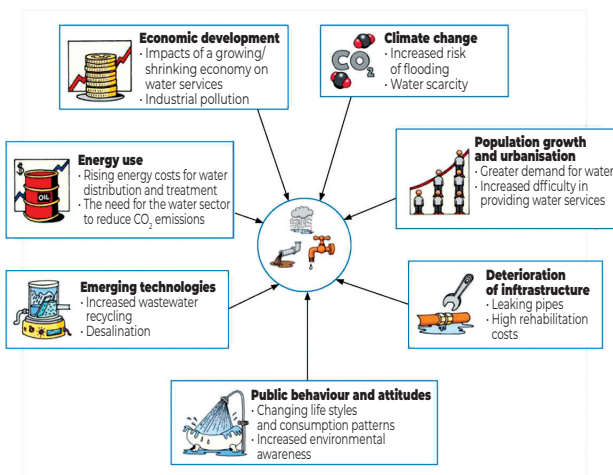 Economic development
· Impacts of a growing/
shrinking economy on
water services
· Industrial pollution
CO2
Climate change
· Increased risk
of flooding
· Water scarcity
$
OIL
Energy use
· Rising energy costs for water
distribution and treatment
· The need for the water sector
to reduce CO2 emissions
Population growth
and urbanisation
· Greater demand for water
· Increased dfficulty in
providing water services
Emerging technologies
· Increased wastewater
recycling
· Desalination
Deterioration
of inftrastructure
· Leaking pipes
· High rehabilitation
costs
Public behaviour and attitudes
· Changing life styles
and consumption patterns
· Increased environmental
awareness